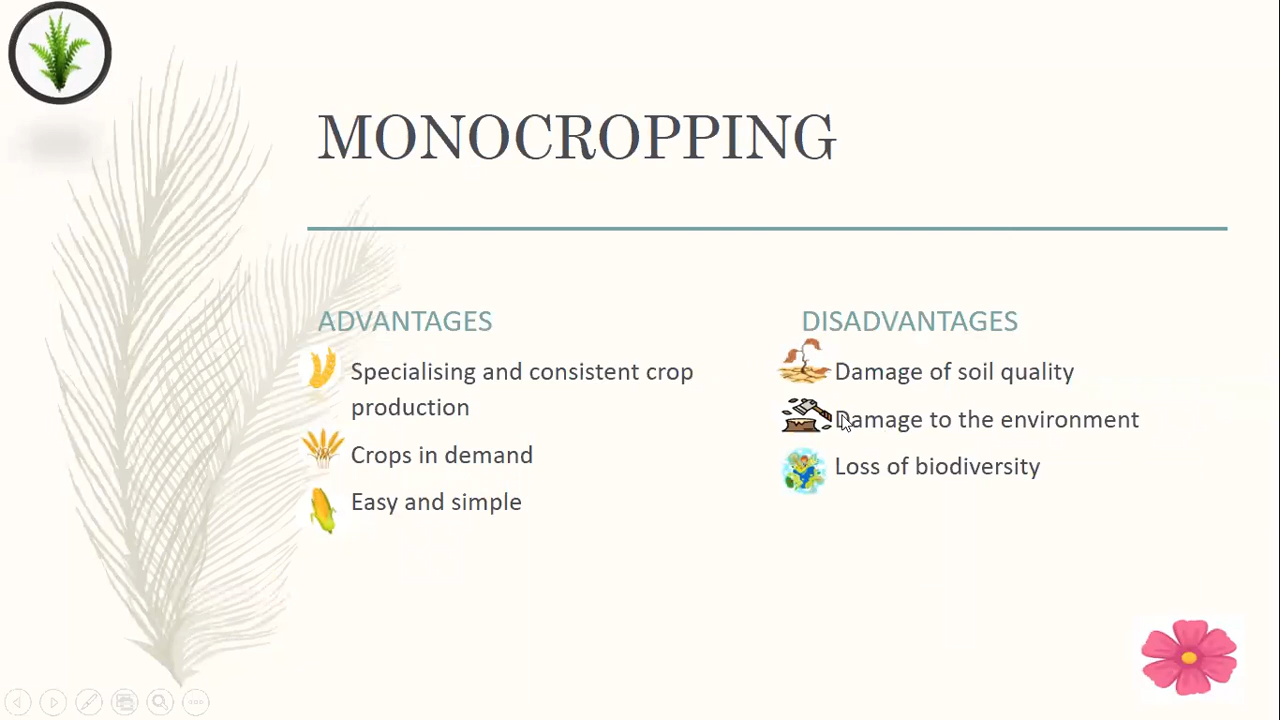 MONOCROPPING
ADVANTAGES
Specialising and consistent crop
production
Crops in demand
Easy and simple
DISADVANTAGES
Damage of soil quality
Damage to the environment
Loss of biodiversity